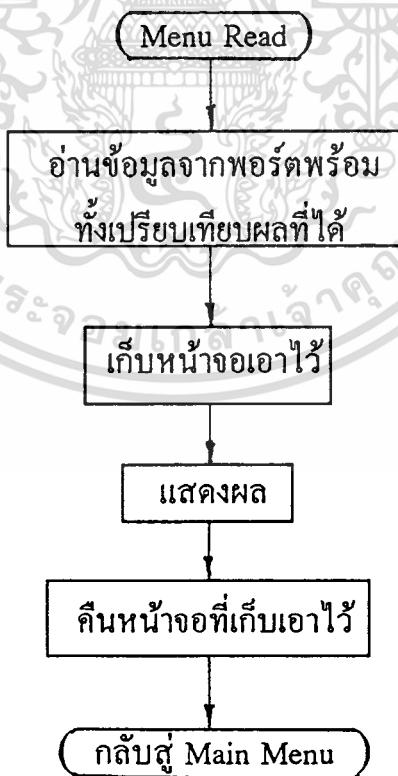 Menu Read
อ่านข้อมูลจากพอร์ตพร้อม
ทั้งเปรียบเทียบผลที่ได้
เก็บหน้าจอเอาไว้
แสดงผล
คืนหน้าจอที่เก็บเอาไว้
กลับสู่ Main Menu